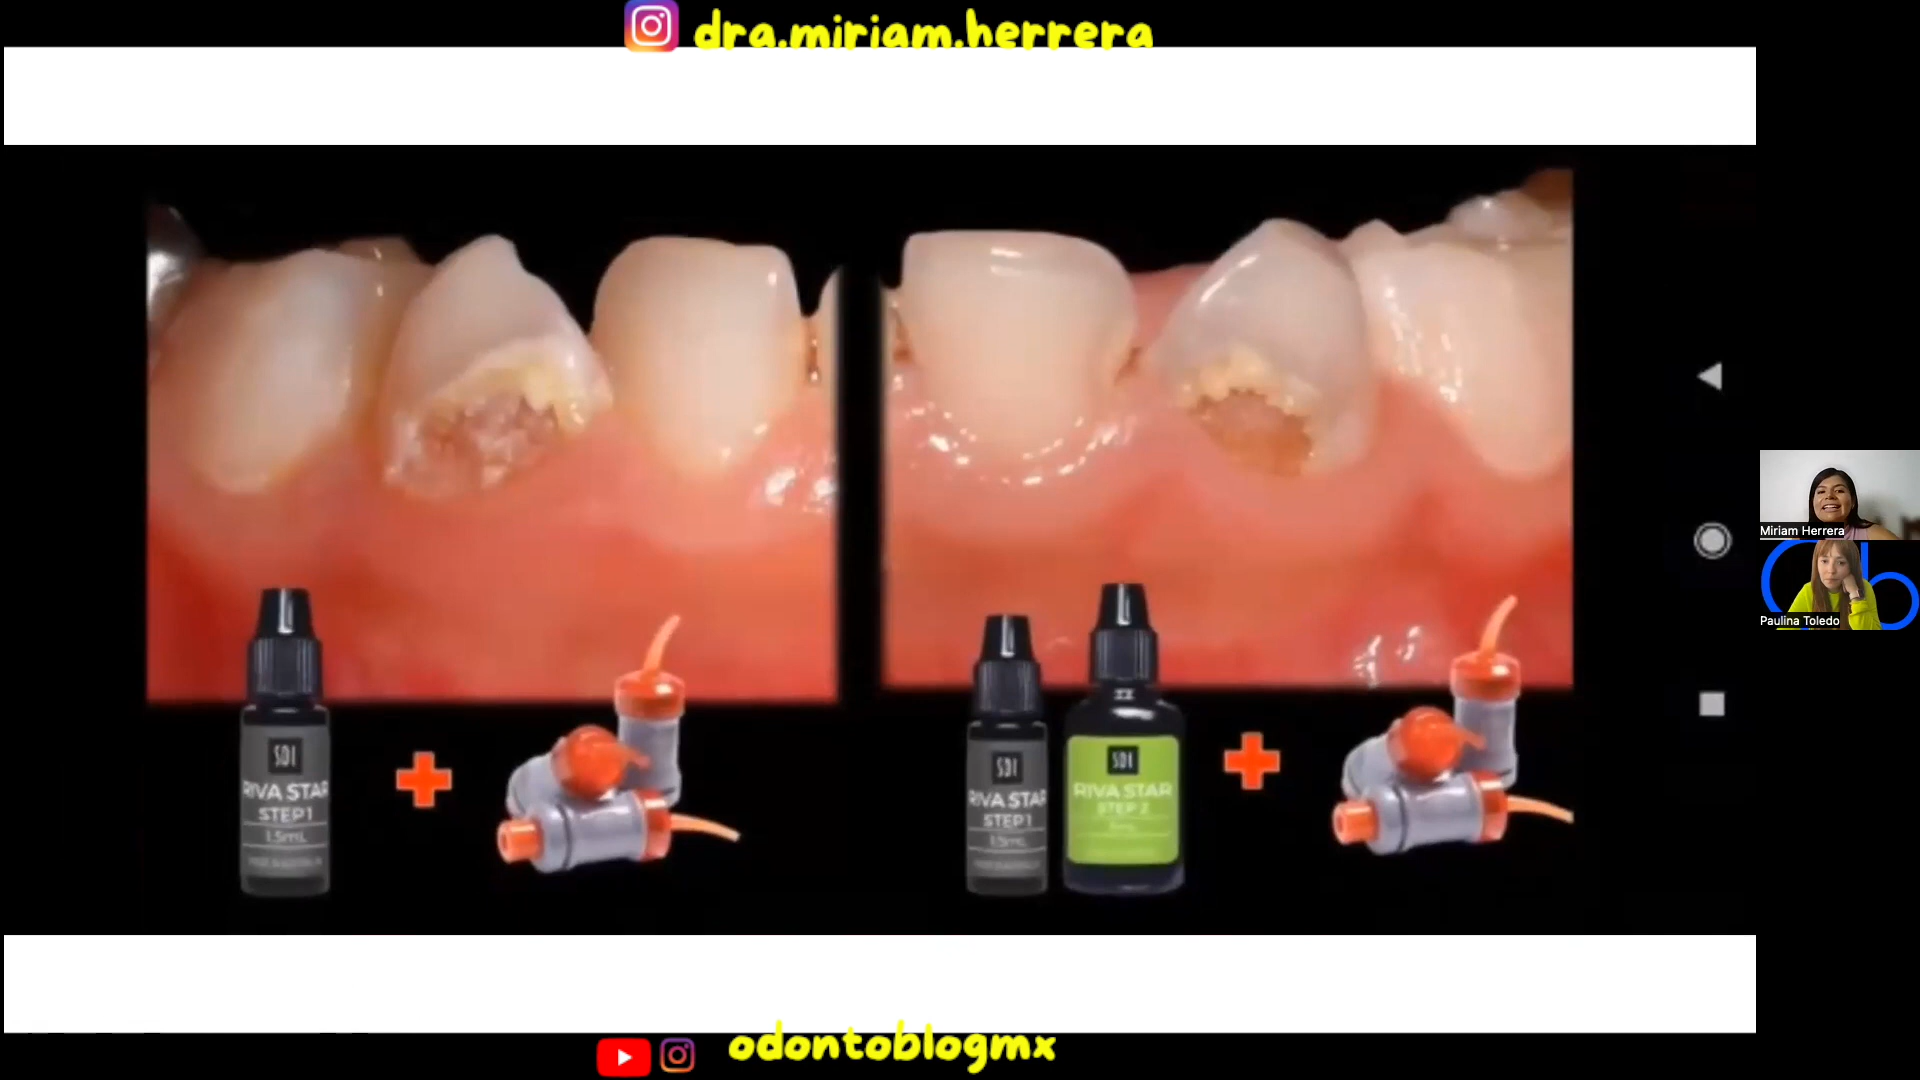 dra.miriam.herrera
Miriam Herrera
Paulina Toledo
SDI
RIVA STAR
STEP 1
1.5mL
SDI
RIVA STAR
STEP 1
1.5mL
SDI
RIVA STAR
STEP 2
odontoblogmx